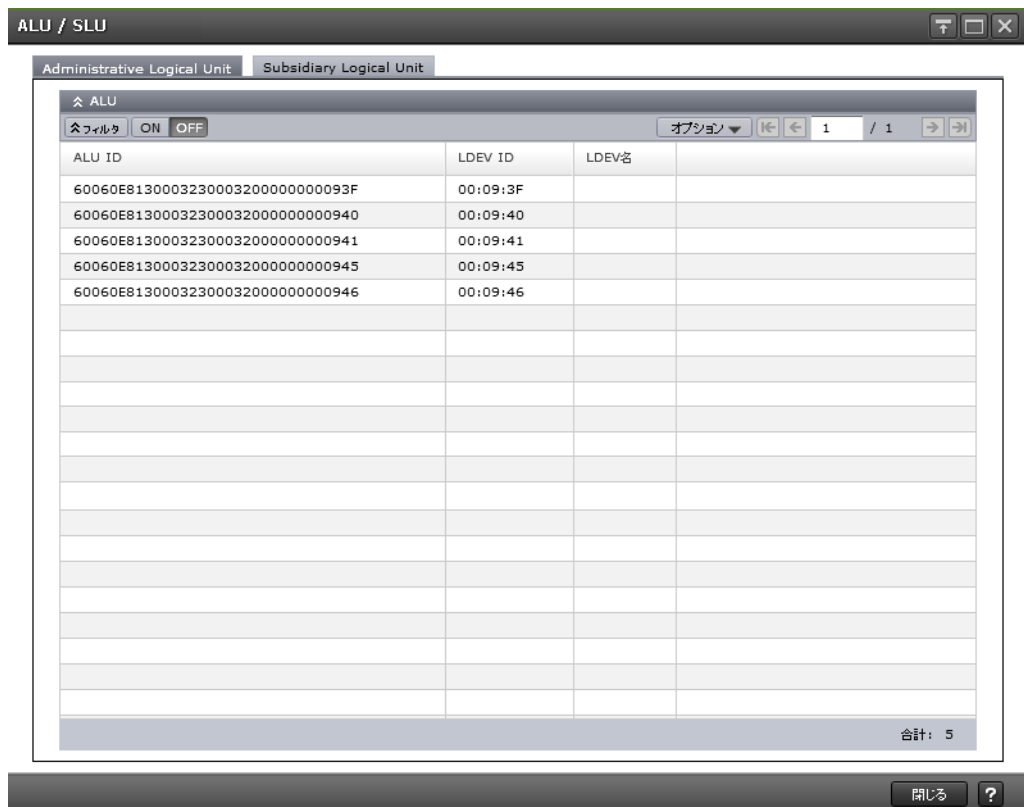 ALU / SLU
Administrative Logical Unit Subsidiary Logical Unit
ALU
フィルタ ON OFF オプション 1 / 1
ALU ID LDEV ID LDEV名
60060E8130003230003200000000093F 00:09:3F
60060E81300032300032000000000940 00:09:40
60060E81300032300032000000000941 00:09:41
60060E81300032300032000000000945 00:09:45
60060E81300032300032000000000946 00:09:46
合計: 5
閉じる ?